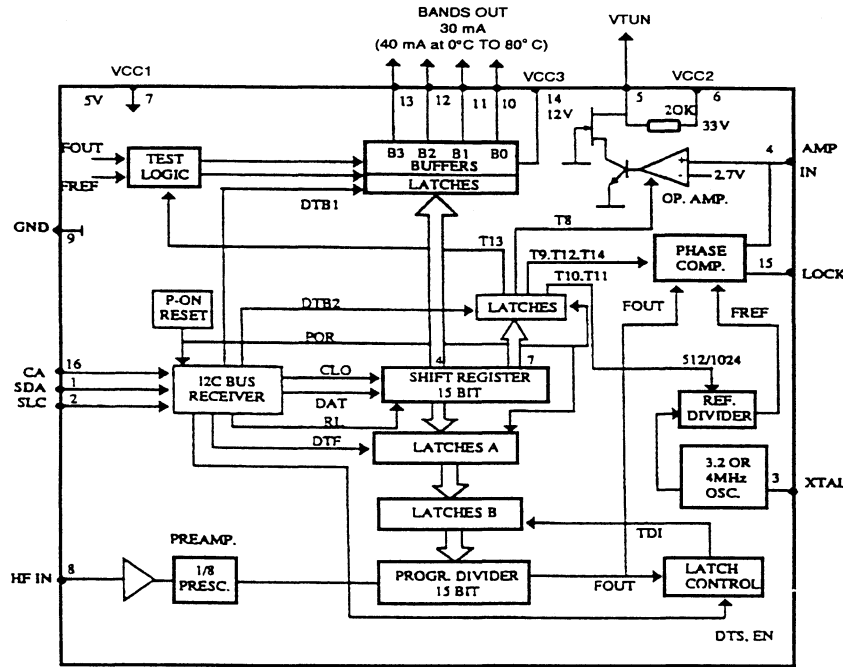 BANDS OUT
30 mA
(40 mA at 0°C TO 80° C)
VTUN
VCC1
VCC3
VCC2
5V
7
13
12
11
10
14
12V
5
6
20K
33V
FOUT
FREF
TEST
LOGIC
B3 B2 B1 B0
BUFFERS
LATCHES
DTB1
4
AMP
IN
2.7V
+
-
OP. AMP.
GND
9
T8
T13
T9.T12.T14
T10.T11
PHASE
COMP.
15
LOCK
P-ON
RESET
DTB2
LATCHES
FOUT
FREF
POR
CA
16
SDA
1
SLC
2
I2C BUS
RECEIVER
CLO
DAT
RL
DTF
4
7
SHIFT REGISTER
15 BIT
512/1024
REF.
DIVIDER
LATCHES A
3.2 OR
4MHz
OSC.
3
XTAL
LATCHES B
TDI
PREAMP.
HF IN
8
1/8
PRESC.
PROGR. DIVIDER
15 BIT
FOUT
LATCH
CONTROL
DTS, EN